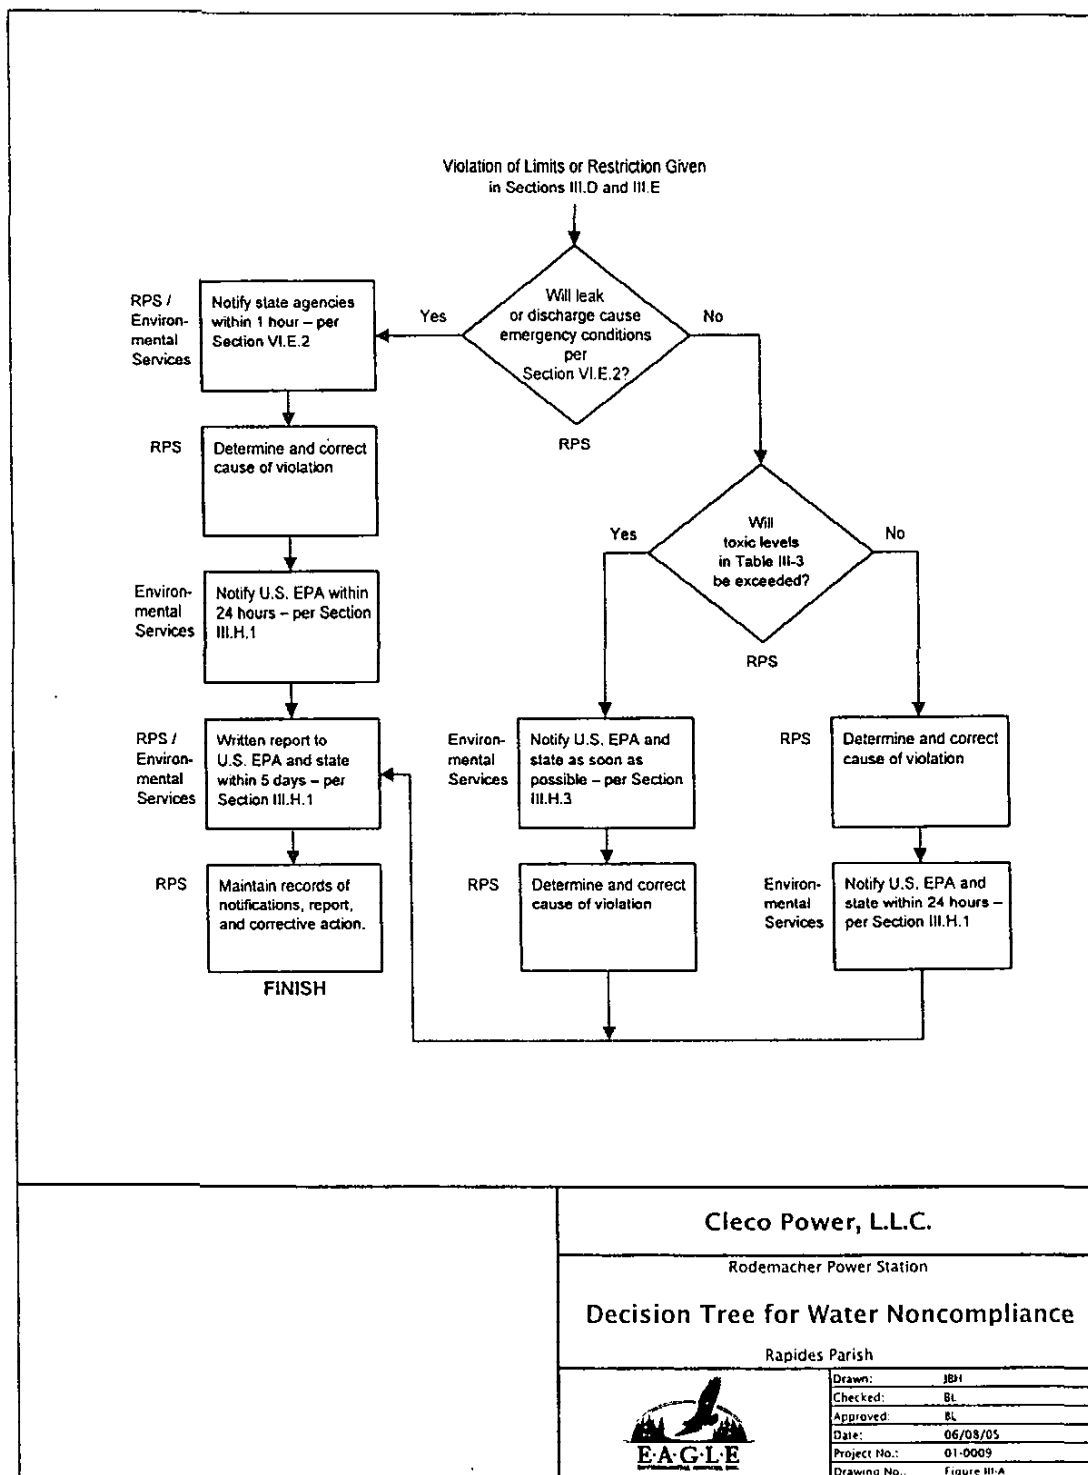 Violation of Limits or Restriction Given
in Sections III.D and III.E
Will leak
or discharge cause
emergency conditions
per
Section VI.E.2?
Yes
No
RPS
RPS /
Environ-
mental
Services
Notify state agencies
within 1 hour – per
Section VI.E.2
RPS
Determine and correct
cause of violation
Environ-
mental
Services
Notify U.S. EPA within
24 hours – per Section
III.H.1
RPS /
Environ-
mental
Services
Written report to
U.S. EPA and state
within 5 days – per
Section III.H.1
RPS
Maintain records of
notifications, report,
and corrective action.
FINISH
Will
toxic levels
in Table III-3
be exceeded?
Yes
No
RPS
Environ-
mental
Services
Notify U.S. EPA and
state as soon as
possible – per Section
III.H.3
RPS
Determine and correct
cause of violation
RPS
Determine and correct
cause of violation
Environ-
mental
Services
Notify U.S. EPA and
state within 24 hours –
per Section III.H.1
Cleco Power, L.L.C.
Rodemacher Power Station
Decision Tree for Water Noncompliance
Rapides Parish
E·A·G·L·E
Drawn: JBH
Checked: BL
Approved: BL
Date: 06/08/05
Project No.: 01-0009
Drawing No.: Figure III-A